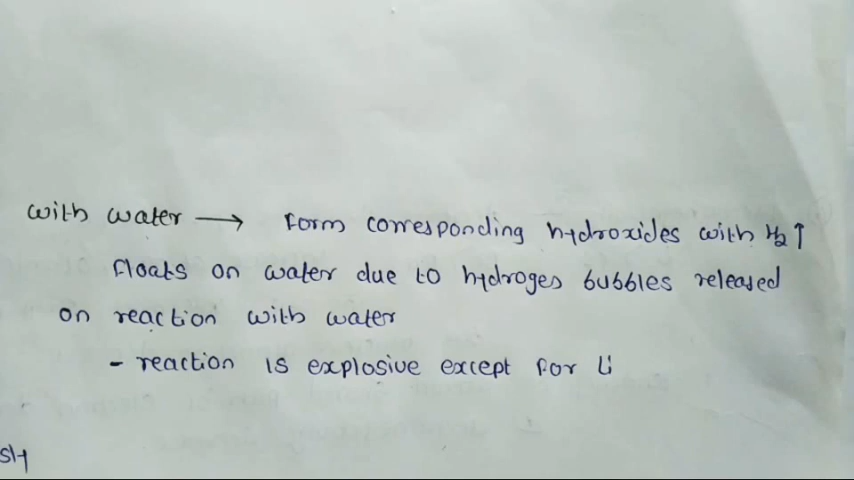 with water → form corresponding hydroxides with H₂↑
floats on water due to hydroges bubbles released
on reaction with water
- reaction is explosive except for Li